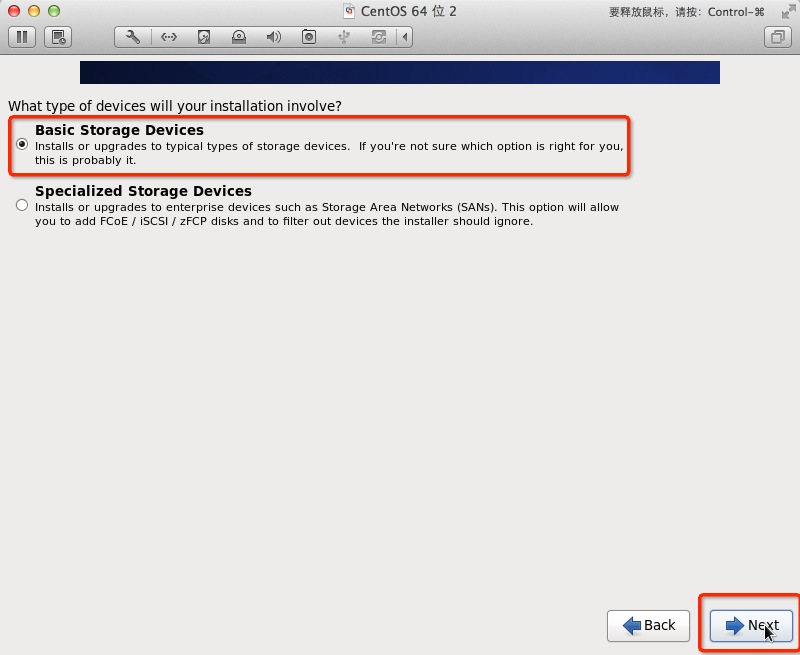 CentOS 64 位 2
要释放鼠标，请按：Control-⌘
What type of devices will your installation involve?
Basic Storage Devices
Installs or upgrades to typical types of storage devices.  If you're not sure which option is right for you,
this is probably it.
Specialized Storage Devices
Installs or upgrades to enterprise devices such as Storage Area Networks (SANs). This option will allow
you to add FCoE / iSCSI / zFCP disks and to filter out devices the installer should ignore.
Back
Next